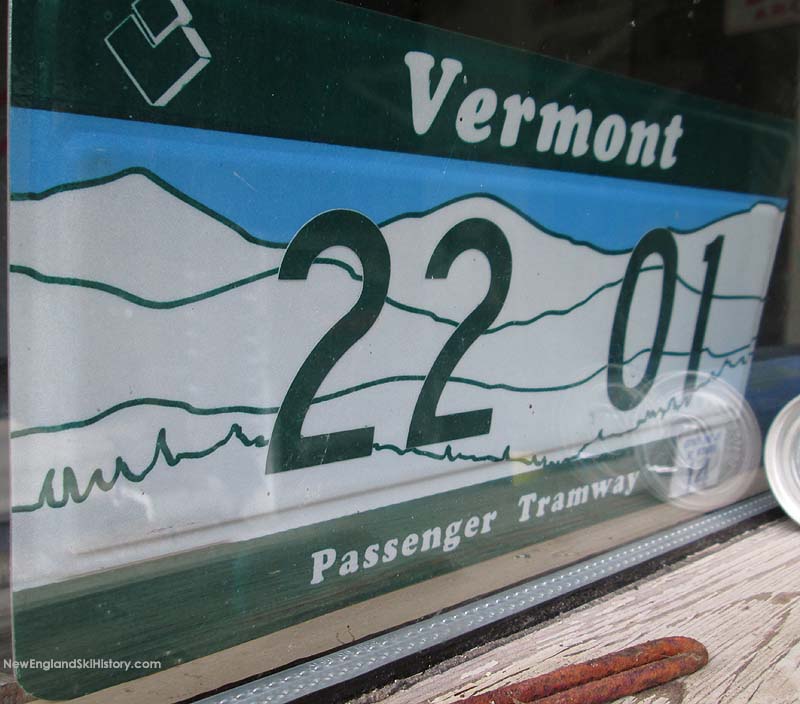 Vermont
22 01
Passenger Tramway
NewEnglandSkiHistory.com